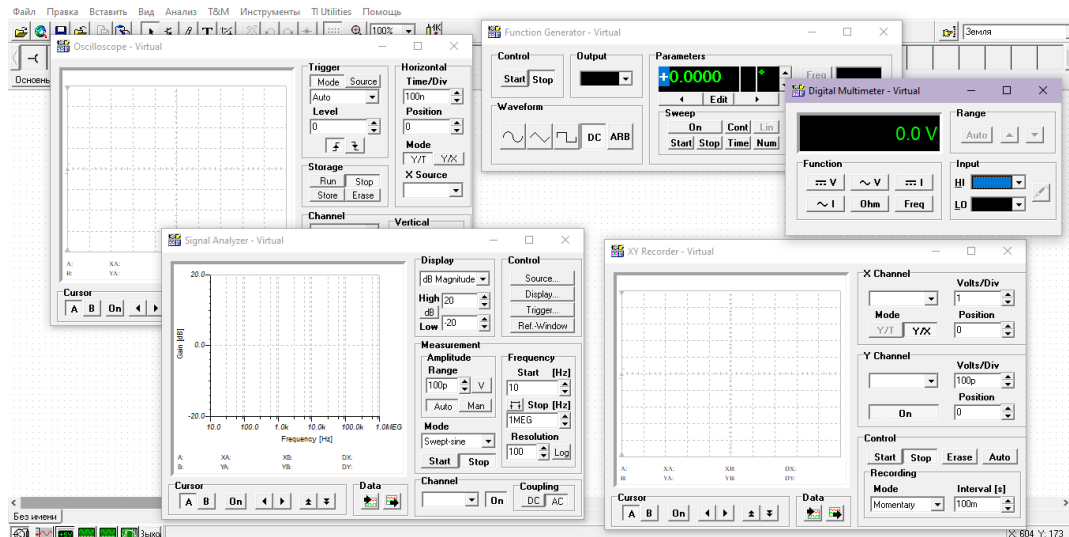 Файл Правка Вставить Вид Анализ T&M Инструменты TI Utilities Помощь
100%
Земля
Основнь
Oscilloscope - Virtual
Trigger
Mode Source
Auto
Level
0
Storage
Run Stop
Store Erase
Channel
Horizontal
Time/Div
100n
Position
0
Mode
Y/T Y/X
X Source
Vertical
A: XA:
B: YA:
Cursor
A B On
Function Generator - Virtual
Control
Start Stop
Output
Waveform
DC ARB
Parameters
+0.0000
Edit
Freq
Sweep
On Cont Lin
Start Stop Time Num
Digital Multimeter - Virtual
0.0 V
Range
Auto
Function
V V I
I Ohm Freq
Input
HI
LO
Signal Analyzer - Virtual
20.0
0.0
-20.0
Gain [dB]
10.0 100.0 1.0k 10.0k 100.0k 1.0MEG
Frequency [Hz]
A: XA: XB: DX:
B: YA: YB: DY:
Cursor
A B On
Data
Display
dB Magnitude
High 20
dB
Low -20
Control
Source...
Display...
Trigger...
Ref.-Window
Measurement
Amplitude
Range
100p V
Auto Man
Mode
Swept-sine
Start Stop
Frequency
Start [Hz]
10
Stop [Hz]
1MEG
Resolution
100 Log
Channel
On
Coupling
DC AC
XY Recorder - Virtual
A: XA: XB: DX:
B: YA: YB: DY:
Cursor
A B On
Data
X Channel
Volts/Div
1
Mode
Y/T Y/X
Position
0
Y Channel
Volts/Div
100p
Position
On 0
Control
Start Stop Erase Auto
Recording
Mode Interval [s]
Momentary 100m
Без имени
X: 604 Y: 173